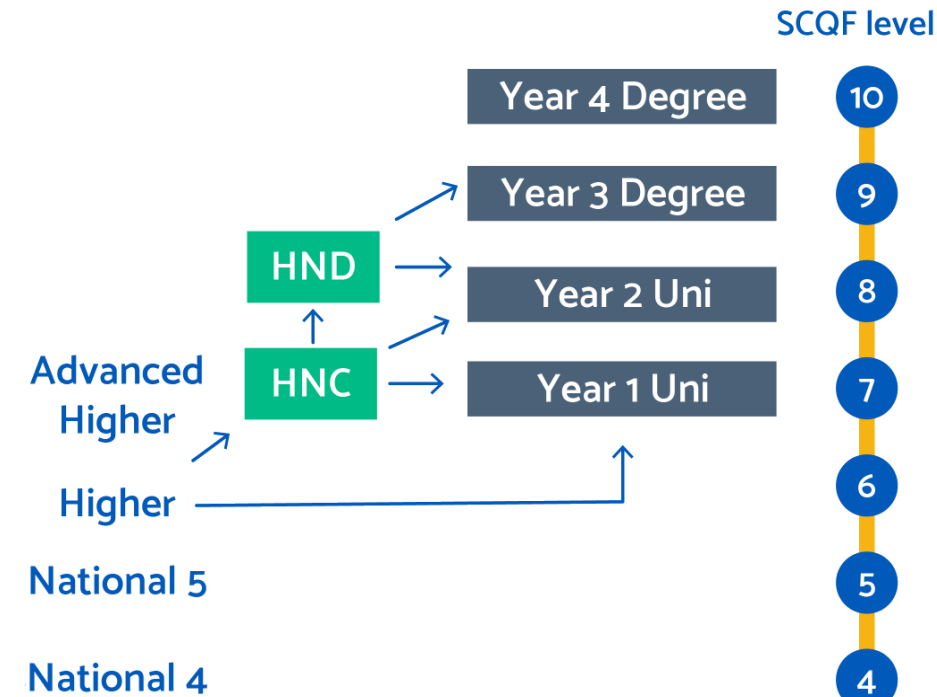 SCQF level
Year 4 Degree
10
Year 3 Degree
9
HND
Year 2 Uni
8
Advanced
Higher
HNC
Year 1 Uni
7
Higher
6
National 5
5
National 4
4